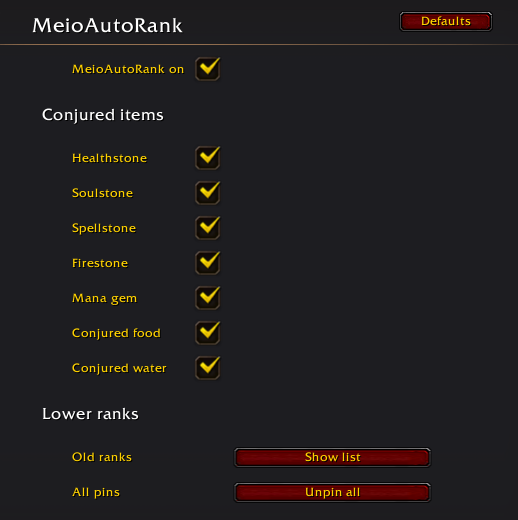 MeioAutoRank
Defaults
MeioAutoRank on
Conjured items
Healthstone
Soulstone
Spellstone
Firestone
Mana gem
Conjured food
Conjured water
Lower ranks
Old ranks Show list
All pins Unpin all